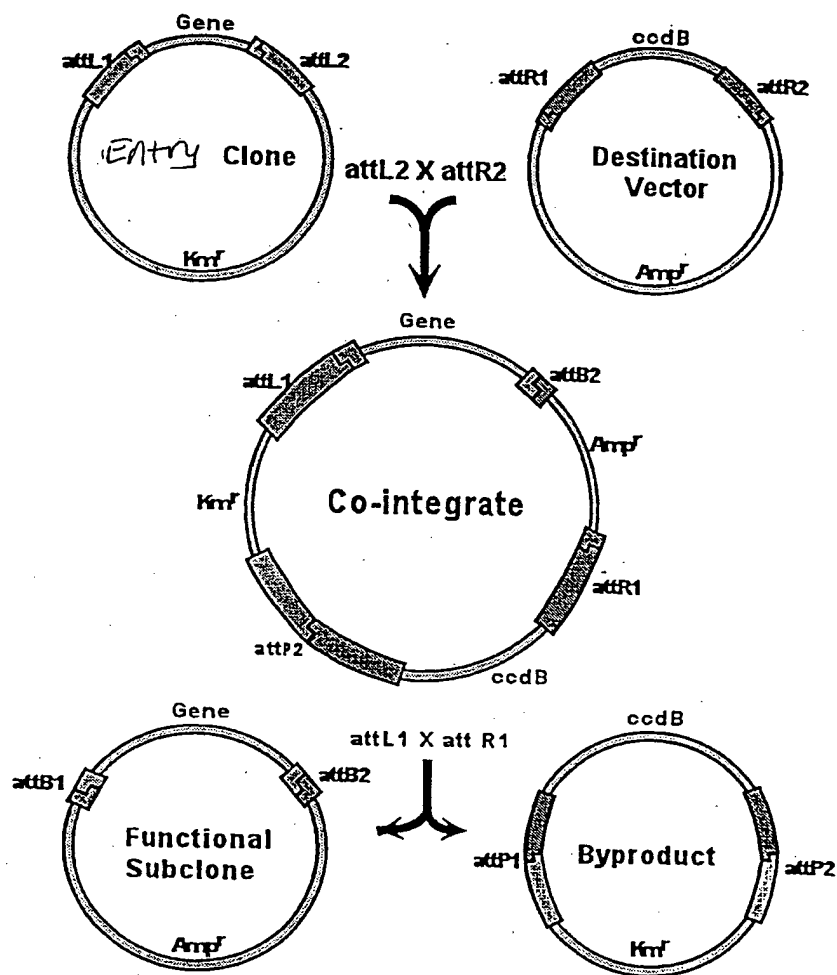 Gene
attL1
attL2
Entry Clone
Kmr
ccdB
attR1
attR2
Destination
Vector
Ampr
attL2 X attR2
Gene
attL1
attB2
Ampr
Kmr
Co-integrate
attR1
attP2
ccdB
attL1 X att R1
Gene
attB1
attB2
Functional
Subclone
Ampr
ccdB
attP1
Byproduct
attP2
Kmr